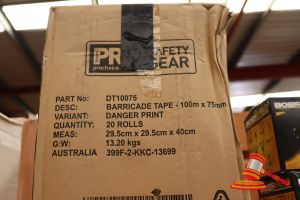 PR SAFETY
prochoice. GEAR
PART No: DT10075
DESC: BARRICADE TAPE - 100m x 75mm
VARIANT: DANGER PRINT
QUANTITY: 20 ROLLS
MEAS: 29.5cm x 29.5cm x 40cm
G:W: 13.20 kgs
AUSTRALIA 399F-2-KKC-13699